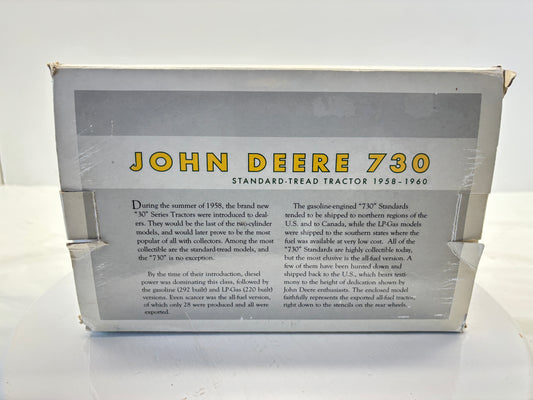 JOHN DEERE 730
STANDARD-TREAD TRACTOR 1958–1960
During the summer of 1958, the brand new
"30" Series Tractors were introduced to deal-
ers. They would be the last of the two-cylinder
models, and would later prove to be the most
popular of all with collectors. Among the most
collectible are the standard-tread models, and
the "730" is no exception.
By the time of their introduction, diesel
power was dominating this class, followed by
the gasoline (292 built) and LP-Gas (220 built)
versions. Even scarcer was the all-fuel version,
of which only 28 were produced and all were
exported.
The gasoline-engined "730" Standards
tended to be shipped to northern regions of the
U.S. and to Canada, while the LP-Gas models
were shipped to the southern states where the
fuel was available at very low cost. All of the
"730" Standards are highly collectible today,
but the most elusive is the all-fuel version. A
few of them have been hunted down and
shipped back to the U.S., which bears testi-
mony to the height of dedication shown by
John Deere enthusiasts. The enclosed model
faithfully represents the exported all-fuel tractor,
right down to the stencils on the rear wheels.